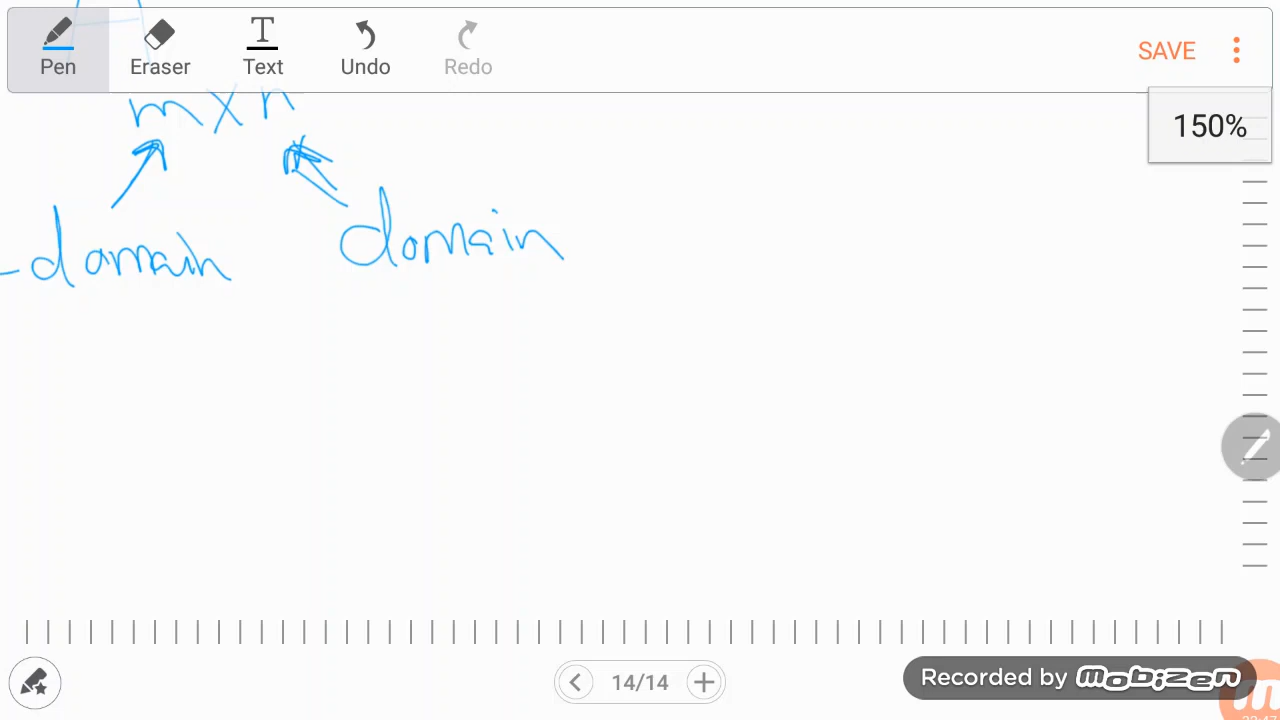 Pen Eraser Text Undo Redo SAVE
T
m x n
150%
-domain domain
14/14
Recorded by mobizen